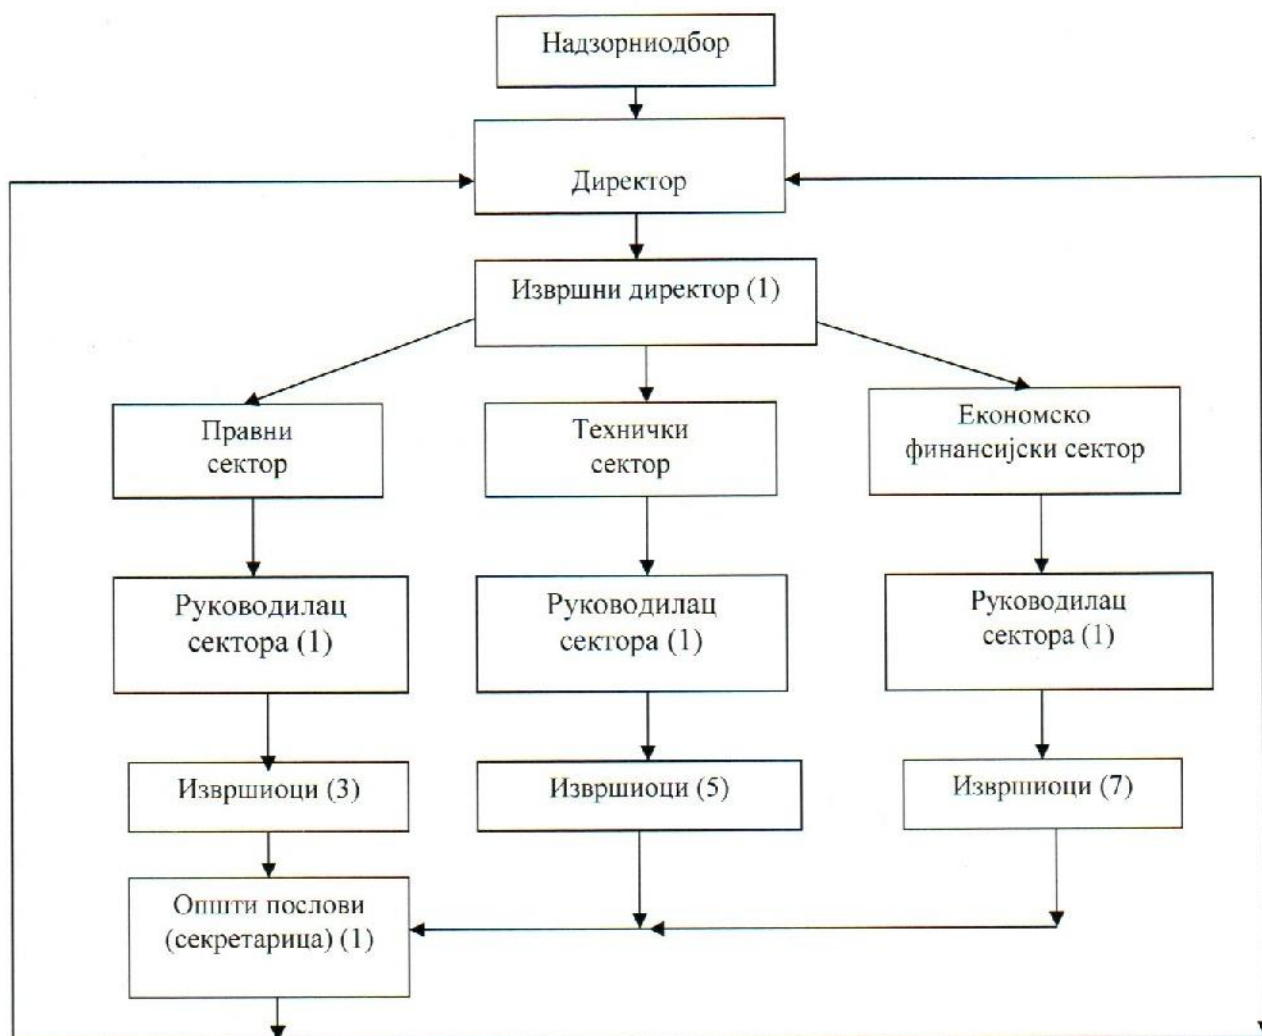 Надзорниодбор
Директор
Извршни директор (1)
Правни
сектор
Технички
сектор
Економско
финансијски сектор
Руководилац
сектора (1)
Руководилац
сектора (1)
Руководилац
сектора (1)
Извршиоци (3)
Извршиоци (5)
Извршиоци (7)
Општи послови
(секретарица) (1)